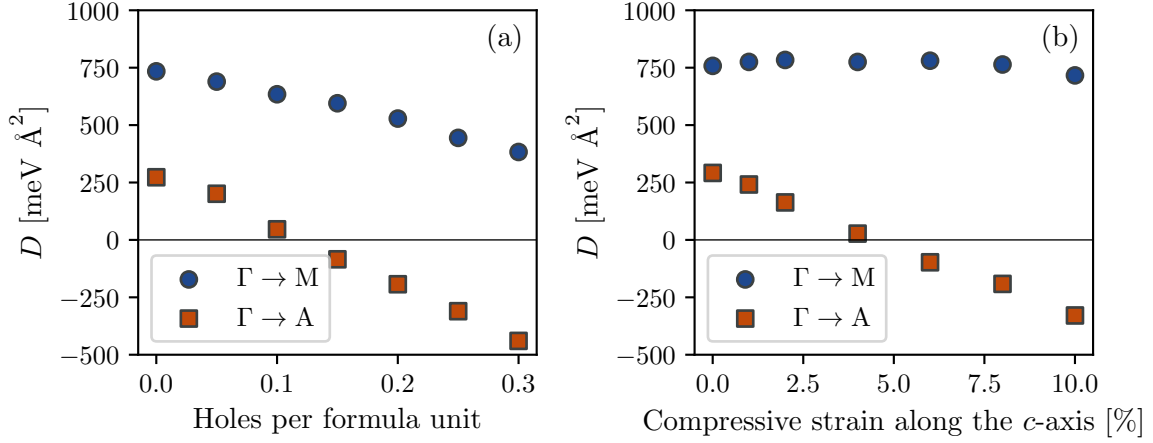 (a)
1000
750
500
250
0
−250
−500
D [meV Å²]
Γ → M
Γ → A
0.0
0.1
0.2
0.3
Holes per formula unit
(b)
1000
750
500
250
0
−250
−500
D [meV Å²]
Γ → M
Γ → A
0.0
2.5
5.0
7.5
10.0
Compressive strain along the c-axis [%]